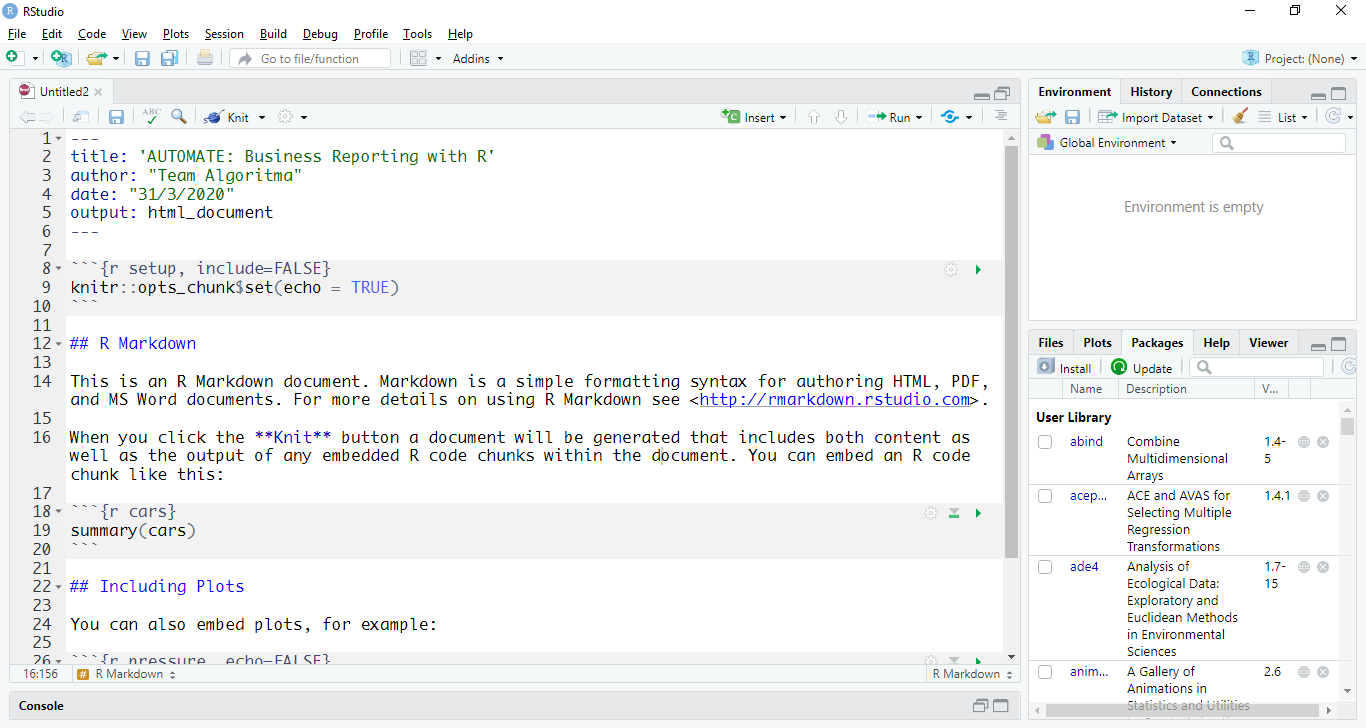 RStudio
File Edit Code View Plots Session Build Debug Profile Tools Help
Go to file/function Addins Project: (None)
Untitled2
ABC Knit Insert Run
1 ---
2 title: 'AUTOMATE: Business Reporting with R'
3 author: "Team Algoritma"
4 date: "31/3/2020"
5 output: html_document
6 ---
7
8 ```{r setup, include=FALSE}
9 knitr::opts_chunk$set(echo = TRUE)
10 ```
11
12 ## R Markdown
13
14 This is an R Markdown document. Markdown is a simple formatting syntax for authoring HTML, PDF,
and MS Word documents. For more details on using R Markdown see <http://rmarkdown.rstudio.com>.
15
16 When you click the **Knit** button a document will be generated that includes both content as
well as the output of any embedded R code chunks within the document. You can embed an R code
chunk like this:
17
18 ```{r cars}
19 summary(cars)
20 ```
21
22 ## Including Plots
23
24 You can also embed plots, for example:
25
26 ```{r pressure, echo=FALSE}
16:156 # R Markdown R Markdown
Console
Environment History Connections
Import Dataset List
Global Environment
Environment is empty
Files Plots Packages Help Viewer
Install Update
Name Description V...
User Library
abind Combine 1.4-
Multidimensional 5
Arrays
acep... ACE and AVAS for 1.4.1
Selecting Multiple
Regression
Transformations
ade4 Analysis of 1.7-
Ecological Data: 15
Exploratory and
Euclidean Methods
in Environmental
Sciences
anim... A Gallery of 2.6
Animations in
Statistics and Utilities